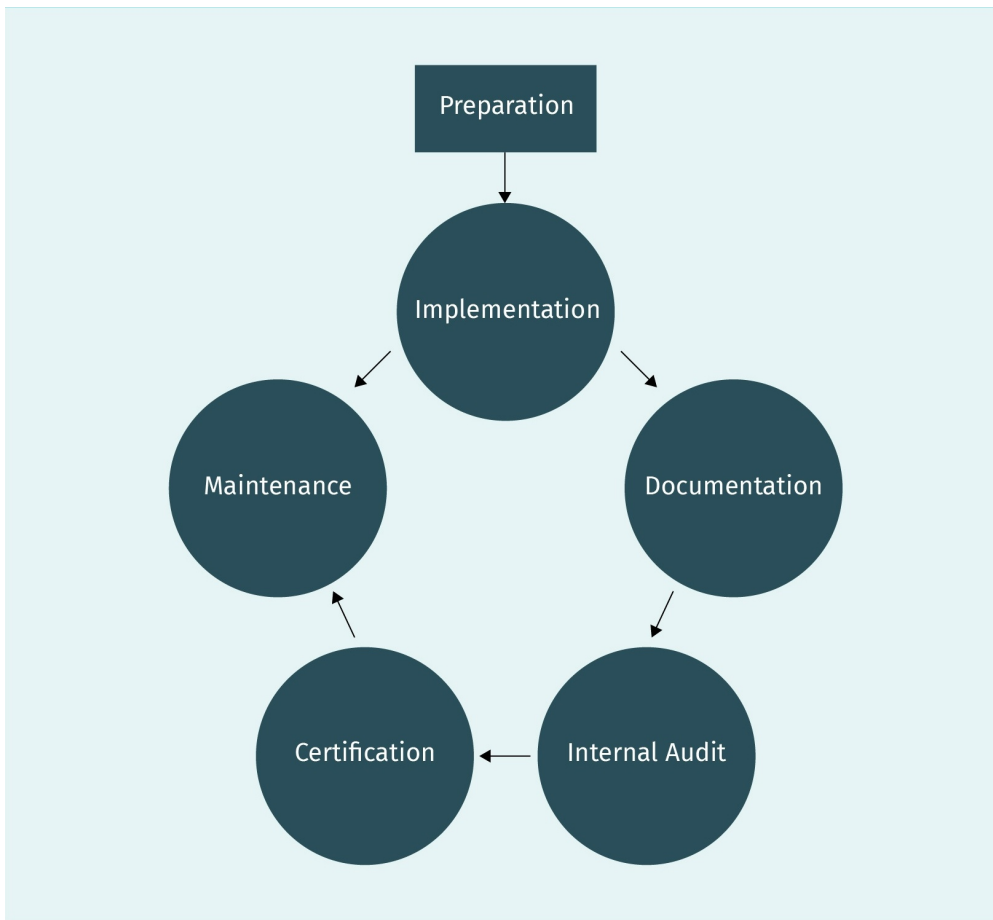 Preparation
Implementation
Maintenance
Documentation
Certification
Internal Audit